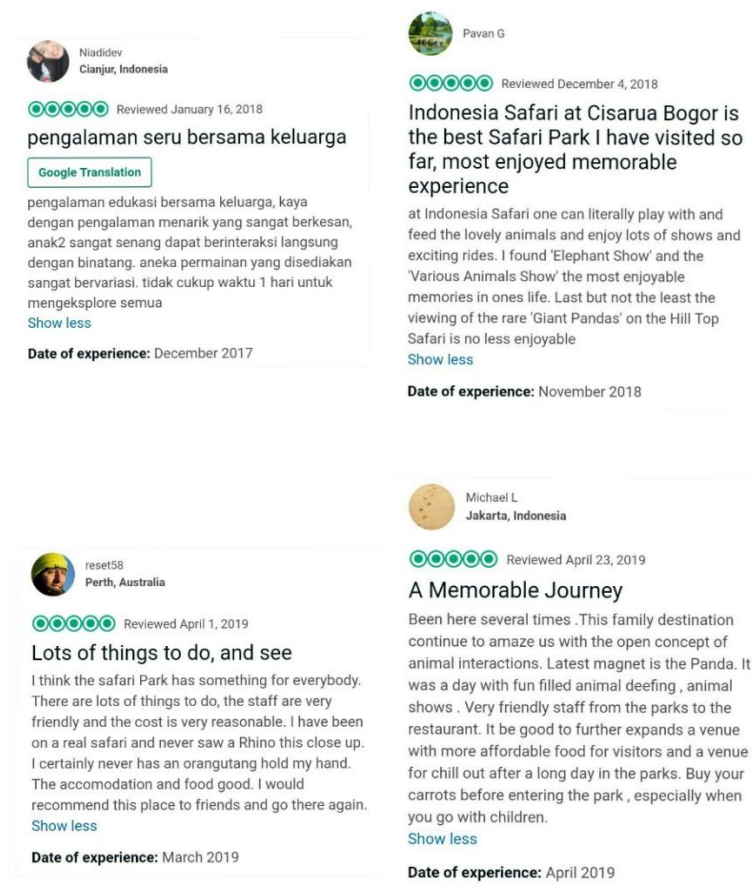 Niadidev
Cianjur, Indonesia
Reviewed January 16, 2018
pengalaman seru bersama keluarga
Google Translation
pengalaman edukasi bersama keluarga, kaya
dengan pengalaman menarik yang sangat berkesan,
anak2 sangat senang dapat berinteraksi langsung
dengan binatang. aneka permainan yang disediakan
sangat bervariasi. tidak cukup waktu 1 hari untuk
mengeksplore semua
Show less
Date of experience: December 2017
Pavan G
Reviewed December 4, 2018
Indonesia Safari at Cisarua Bogor is
the best Safari Park I have visited so
far, most enjoyed memorable
experience
at Indonesia Safari one can literally play with and
feed the lovely animals and enjoy lots of shows and
exciting rides. I found 'Elephant Show' and the
'Various Animals Show' the most enjoyable
memories in ones life. Last but not the least the
viewing of the rare 'Giant Pandas' on the Hill Top
Safari is no less enjoyable
Show less
Date of experience: November 2018
reset58
Perth, Australia
Reviewed April 1, 2019
Lots of things to do, and see
I think the safari Park has something for everybody.
There are lots of things to do, the staff are very
friendly and the cost is very reasonable. I have been
on a real safari and never saw a Rhino this close up.
I certainly never has an orangutang hold my hand.
The accomodation and food good. I would
recommend this place to friends and go there again.
Show less
Date of experience: March 2019
Michael L
Jakarta, Indonesia
Reviewed April 23, 2019
A Memorable Journey
Been here several times .This family destination
continue to amaze us with the open concept of
animal interactions. Latest magnet is the Panda. It
was a day with fun filled animal deefing , animal
shows . Very friendly staff from the parks to the
restaurant. It be good to further expands a venue
with more affordable food for visitors and a venue
for chill out after a long day in the parks. Buy your
carrots before entering the park , especially when
you go with children.
Show less
Date of experience: April 2019